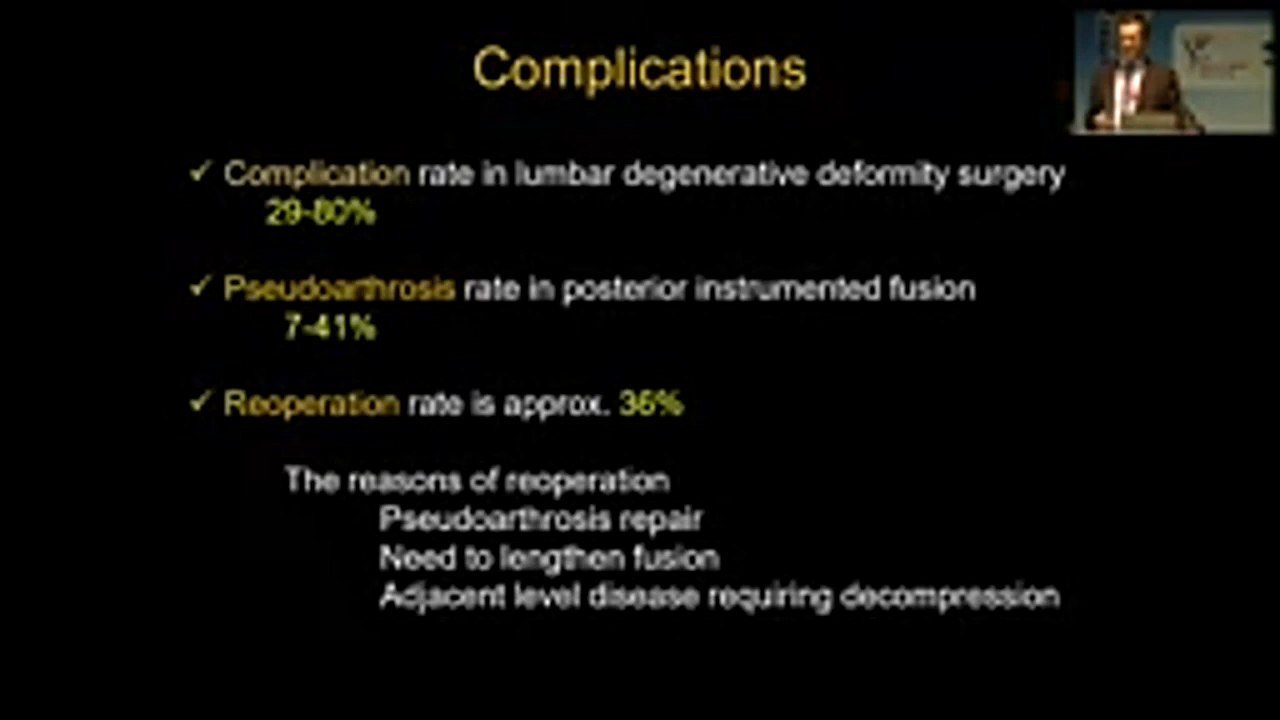 Complications
✓ Complication rate in lumbar degenerative deformity surgery
29-80%
✓ Pseudoarthrosis rate in posterior instrumented fusion
7-41%
✓ Reoperation rate is approx. 36%
The reasons of reoperation
Pseudoarthrosis repair
Need to lengthen fusion
Adjacent level disease requiring decompression